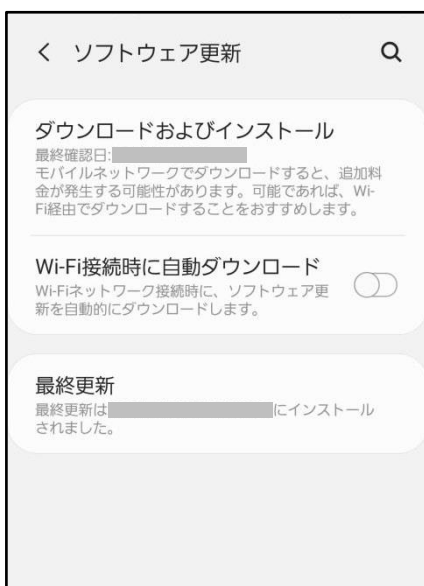 ソフトウェア更新
ダウンロードおよびインストール
最終確認日:
モバイルネットワークでダウンロードすると、追加料
金が発生する可能性があります。可能であれば、Wi-
Fi経由でダウンロードすることをおすすめします。
Wi-Fi接続時に自動ダウンロード
Wi-Fiネットワーク接続時に、ソフトウェア更
新を自動的にダウンロードします。
最終更新
最終更新は にインストール
されました。